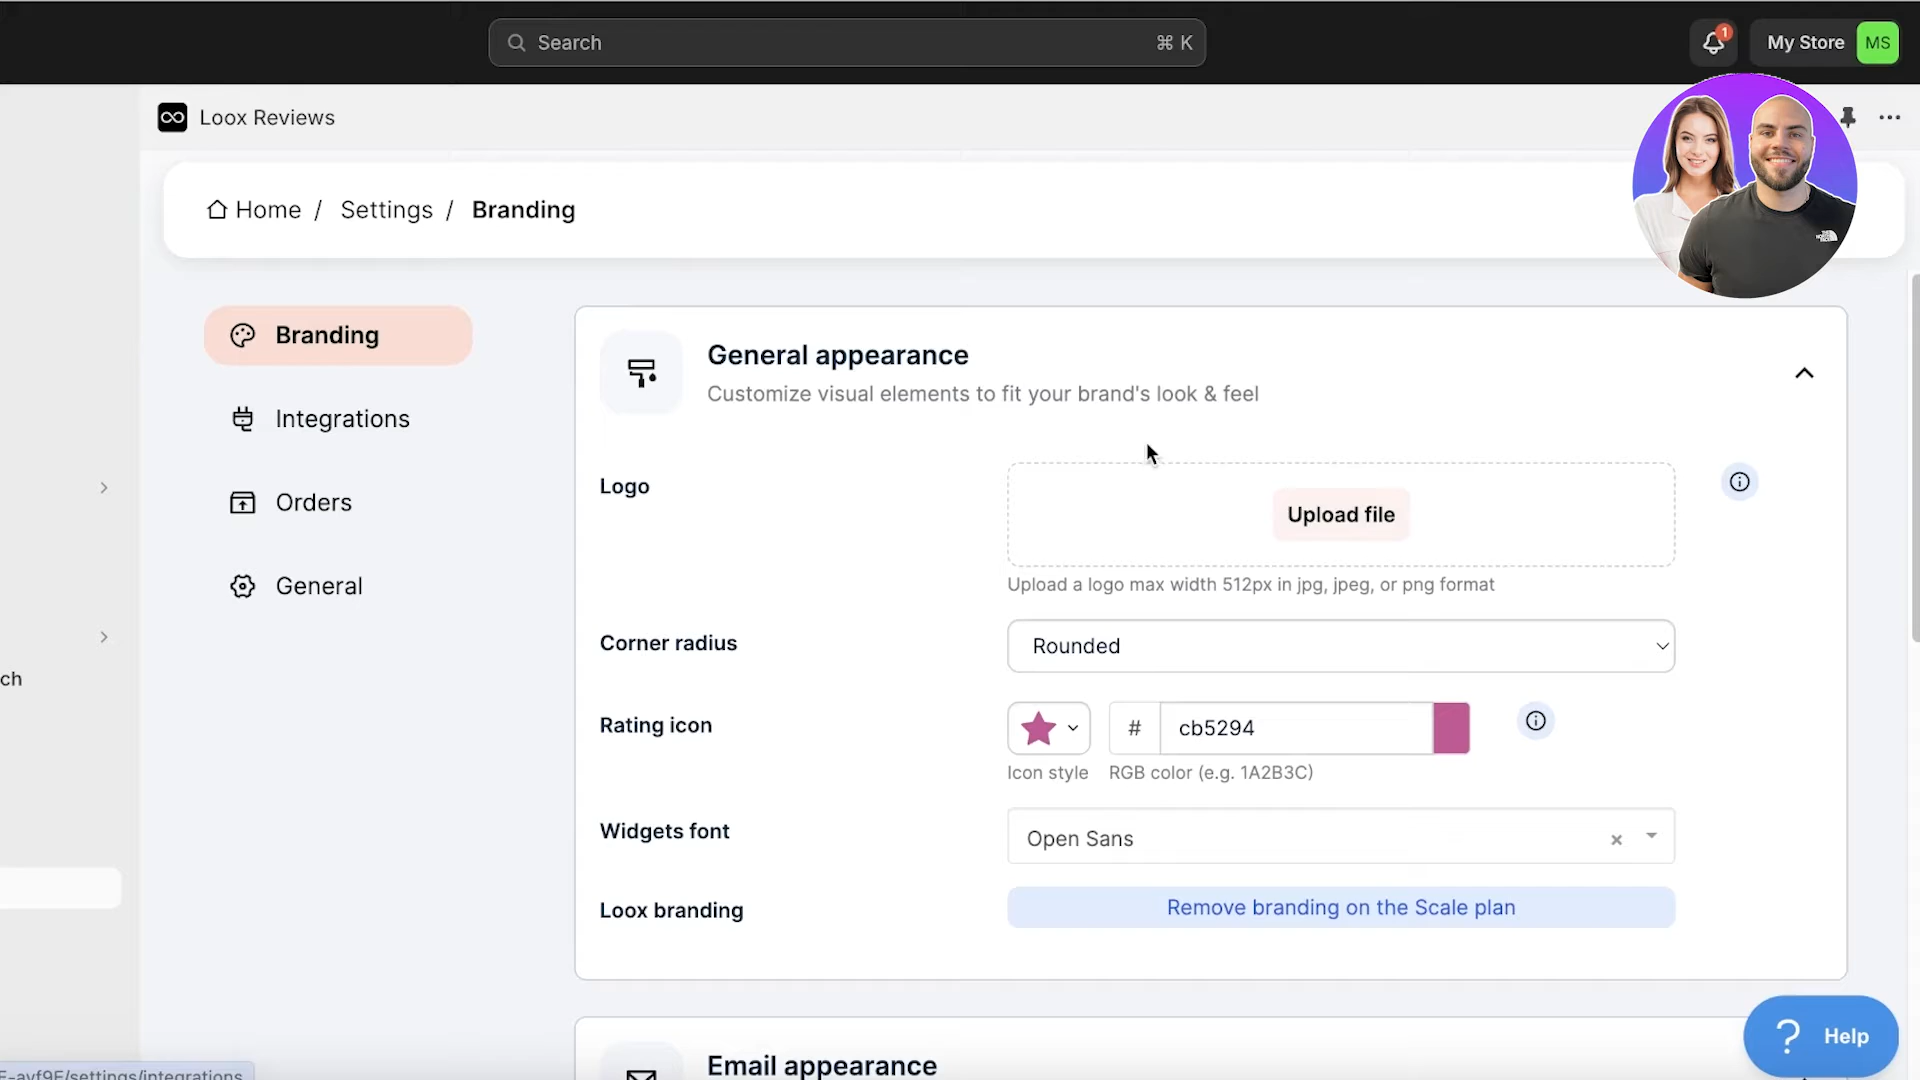 Search
⌘ K
1
My Store
MS
Loox Reviews
Home / Settings / Branding
Branding
Integrations
Orders
General
ch
General appearance
Customize visual elements to fit your brand's look & feel
Logo
Upload file
Upload a logo max width 512px in jpg, jpeg, or png format
Corner radius
Rounded
Rating icon
# cb5294
Icon style
RGB color (e.g. 1A2B3C)
Widgets font
Open Sans
Loox branding
Remove branding on the Scale plan
Email appearance
? Help
/settings/integrations